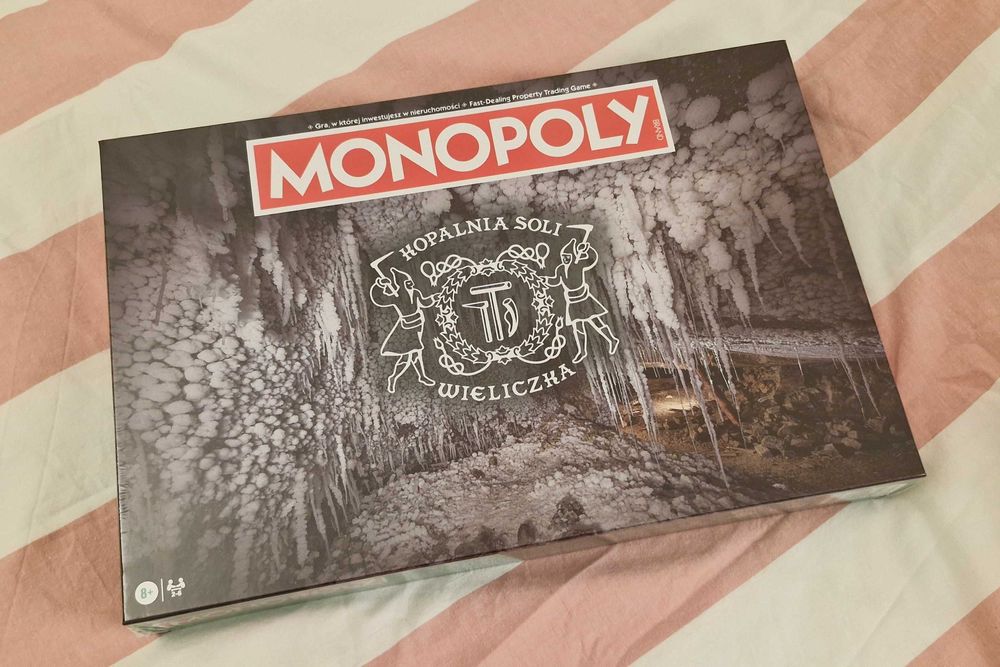 ✦ Gra, w której inwestujesz w nieruchomości ✦ Fast-Dealing Property Trading Game ✦
MONOPOLY
BRAND
KOPALNIA SOLI
WIELICZKA
8+
2-6